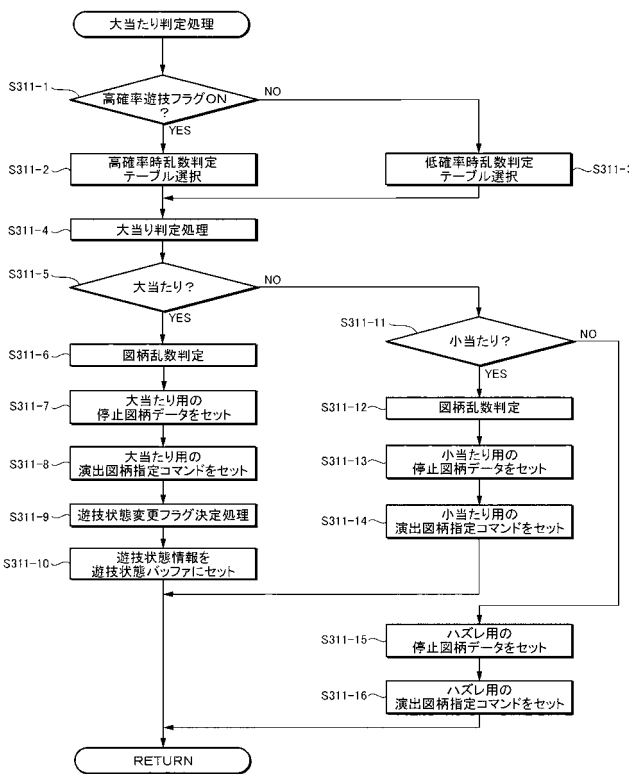 大当たり判定処理
S311-1
高確率遊技フラグON
?
NO
YES
S311-2
高確率時乱数判定
テーブル選択
低確率時乱数判定
テーブル選択
S311-3
S311-4
大当り判定処理
S311-5
大当たり?
NO
YES
S311-11
小当たり?
NO
YES
S311-6
図柄乱数判定
S311-12
図柄乱数判定
S311-7
大当たり用の
停止図柄データをセット
S311-13
小当たり用の
停止図柄データをセット
S311-8
大当たり用の
演出図柄指定コマンドをセット
S311-14
小当たり用の
演出図柄指定コマンドをセット
S311-9
遊技状態変更フラグ決定処理
S311-10
遊技状態情報を
遊技状態バッファにセット
S311-15
ハズレ用の
停止図柄データをセット
S311-16
ハズレ用の
演出図柄指定コマンドをセット
RETURN